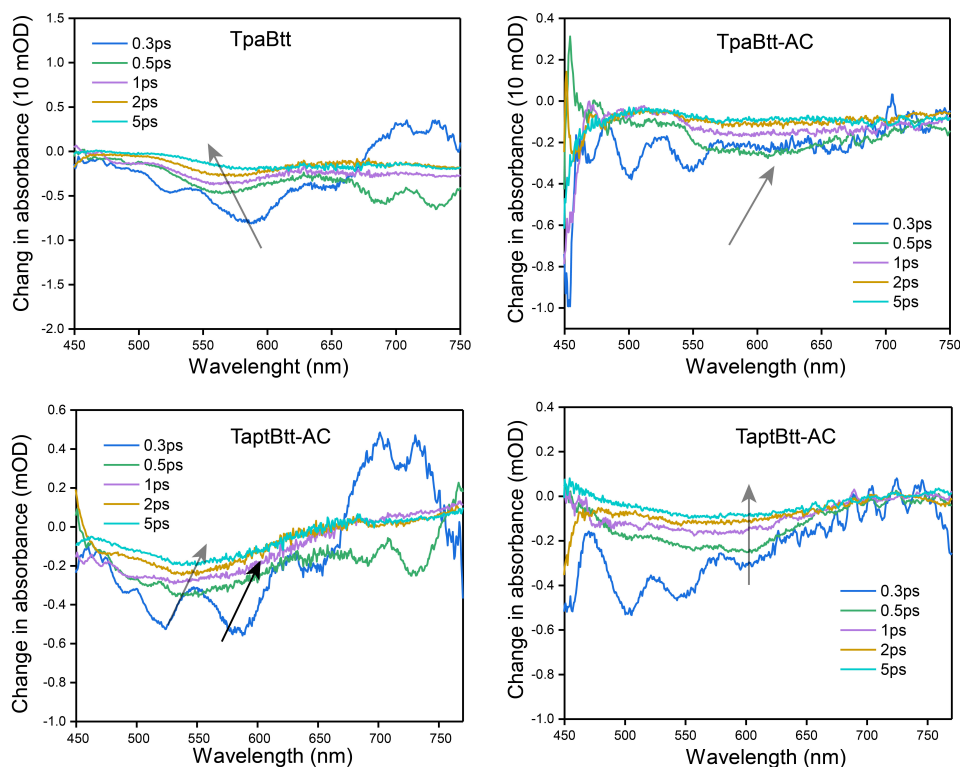 TpaBtt
0.3ps
0.5ps
1ps
2ps
5ps
Chang in absorbance (10 mOD)
1.5
1.0
0.5
0.0
-0.5
-1.0
-1.5
-2.0
450 500 550 600 650 700 750
Wavelenght (nm)
TpaBtt-AC
0.3ps
0.5ps
1ps
2ps
5ps
Change in absorbance (10 mOD)
0.4
0.2
0.0
-0.2
-0.4
-0.6
-0.8
-1.0
450 500 550 600 650 700 750
Wavelength (nm)
TaptBtt-AC
0.3ps
0.5ps
1ps
2ps
5ps
Change in absorbance (mOD)
0.6
0.4
0.2
0.0
-0.2
-0.4
-0.6
-0.8
-1.0
450 500 550 600 650 700 750
Wavelength (nm)
TaptBtt-AC
0.3ps
0.5ps
1ps
2ps
5ps
Change in absorbance (mOD)
0.4
0.2
0.0
-0.2
-0.4
-0.6
-0.8
-1.0
450 500 550 600 650 700 750
Wavelength (nm)